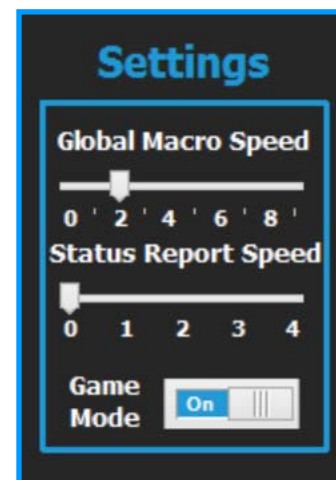 Settings
Global Macro Speed
0 ' 2 ' 4 ' 6 ' 8 '
Status Report Speed
0 1 2 3 4
Game
Mode
On